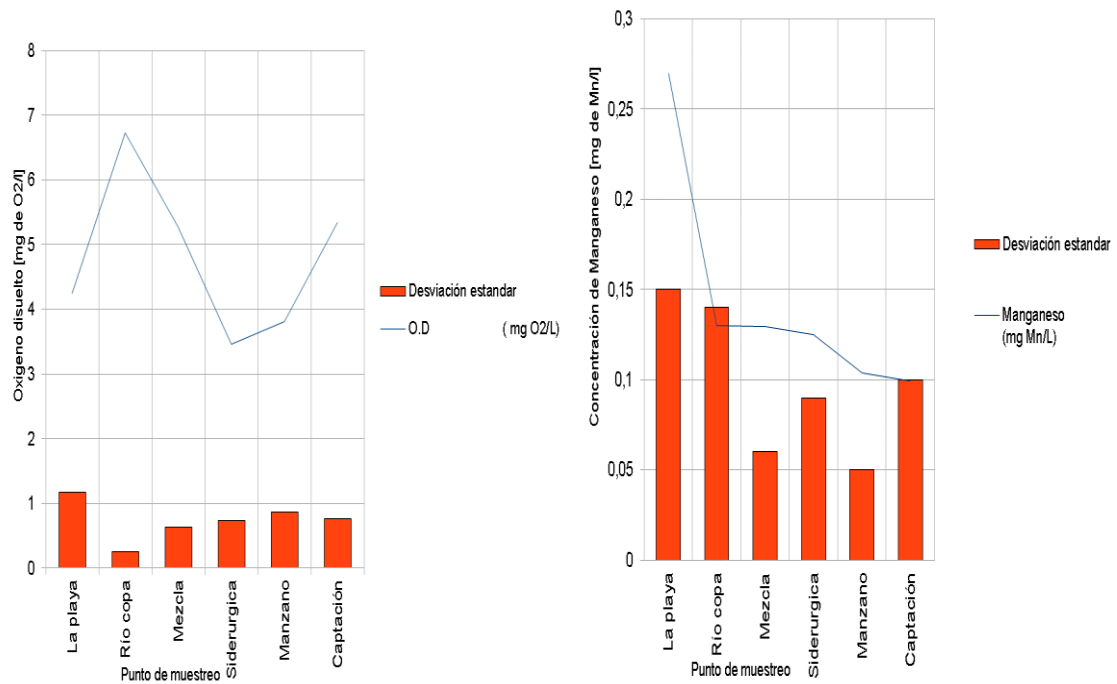 Oxigeno disuelto [mg de O2/l]
8
7
6
5
4
3
2
1
0
La playa
Río copa
Mezcla
Siderurgica
Manzano
Captación
Punto de muestreo
Desviación estandar
O.D ( mg O2/L)
Concentración de Manganeso [mg de Mn/l]
0,3
0,25
0,2
0,15
0,1
0,05
0
La playa
Río copa
Mezcla
Siderurgica
Manzano
Captación
Punto de muestreo
Desviación estandar
Manganeso
(mg Mn/L)